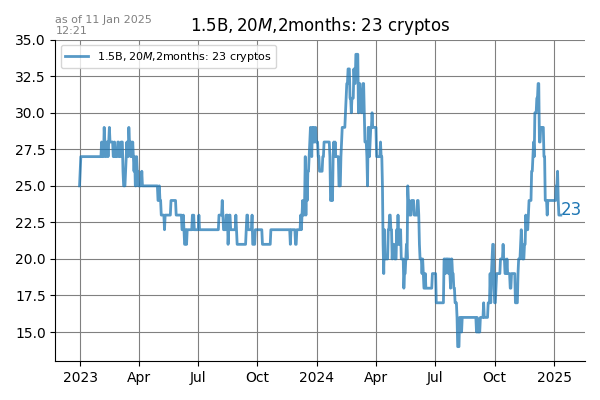 as of 11 Jan 2025
12:21
1.5B, 20M,2months: 23 cryptos
1.5B, 20M,2months: 23 cryptos
35.0
32.5
30.0
27.5
25.0
22.5
20.0
17.5
15.0
23
2023
Apr
Jul
Oct
2024
Apr
Jul
Oct
2025